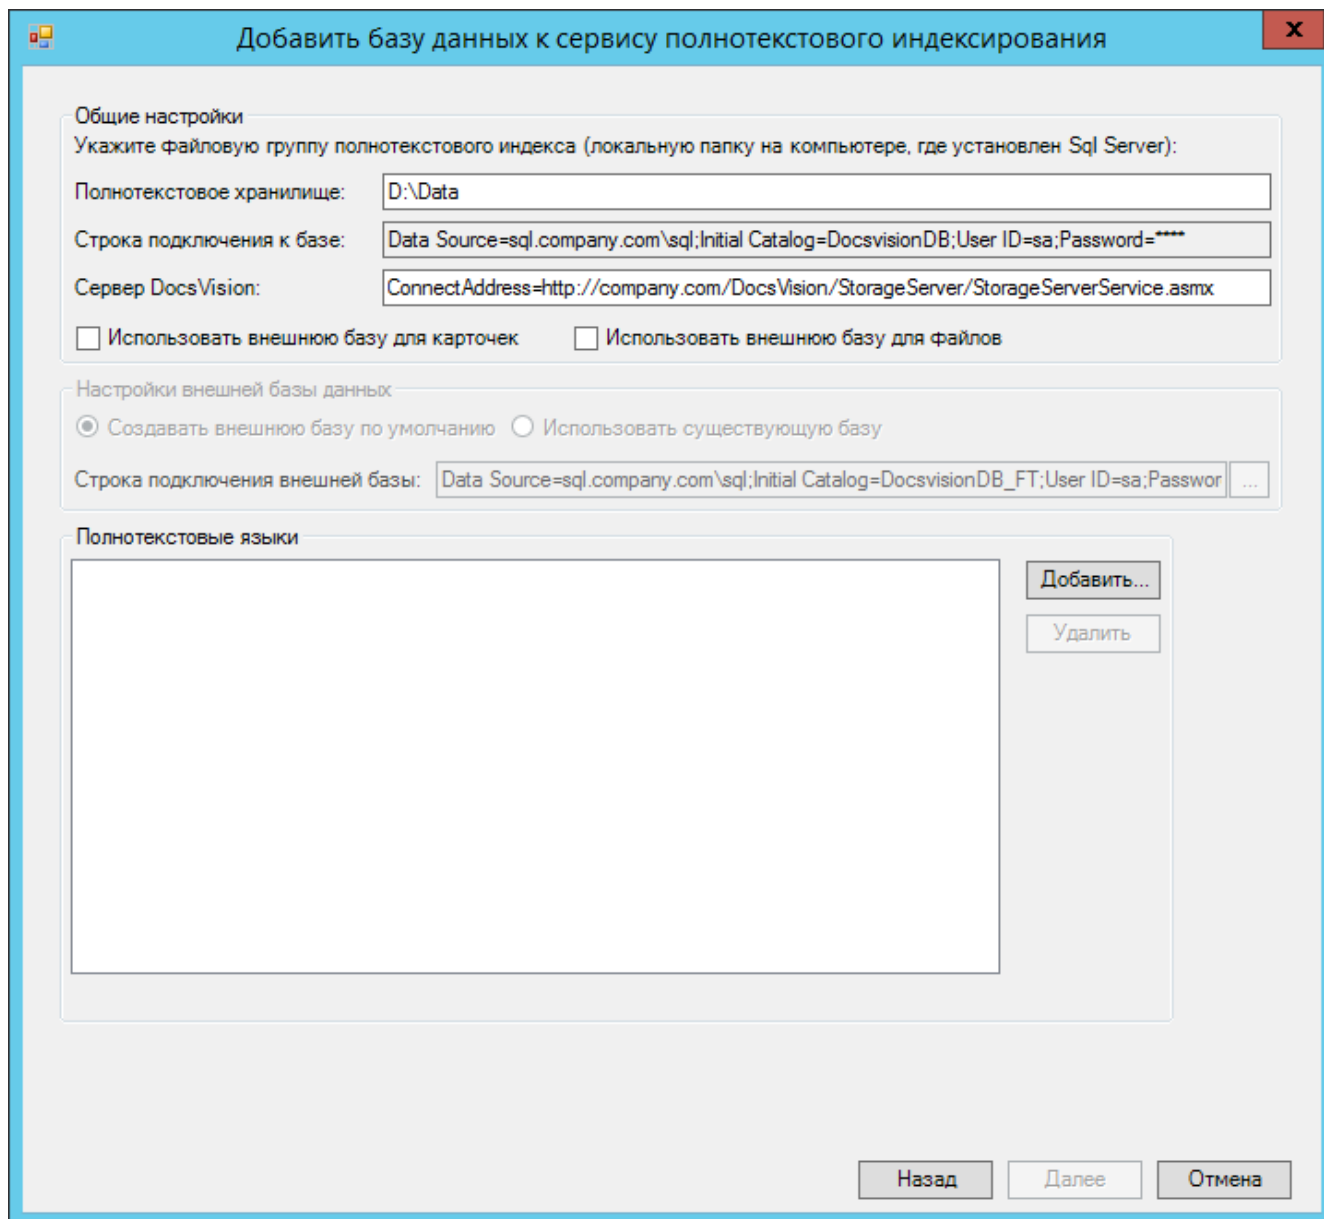 Добавить базу данных к сервису полнотекстового индексирования
x
Общие настройки
Укажите файловую группу полнотекстового индекса (локальную папку на компьютере, где установлен Sql Server):
Полнотекстовое хранилище: D:\Data
Строка подключения к базе: Data Source=sql.company.com\sql;Initial Catalog=DocsvisionDB;User ID=sa;Password=****
Сервер DocsVision: ConnectAddress=http://company.com/DocsVision/StorageServer/StorageServerService.asmx
Использовать внешнюю базу для карточек Использовать внешнюю базу для файлов
Настройки внешней базы данных
Создавать внешнюю базу по умолчанию Использовать существующую базу
Строка подключения внешней базы: Data Source=sql.company.com\sql;Initial Catalog=DocsvisionDB_FT;User ID=sa;Passwor ...
Полнотекстовые языки
Добавить...
Удалить
Назад Далее Отмена